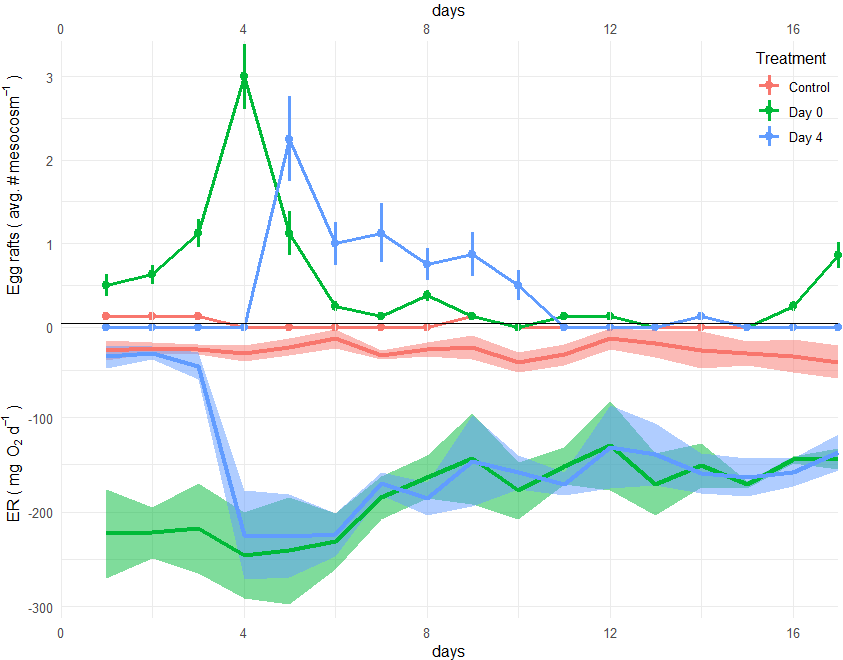 days
0 4 8 12 16
Treatment
Control
Day 0
Day 4
Egg rafts ( avg. # mesocosm⁻¹ )
3
2
1
0
ER ( mg O₂ d⁻¹ )
-100
-200
-300
0 4 8 12 16
days